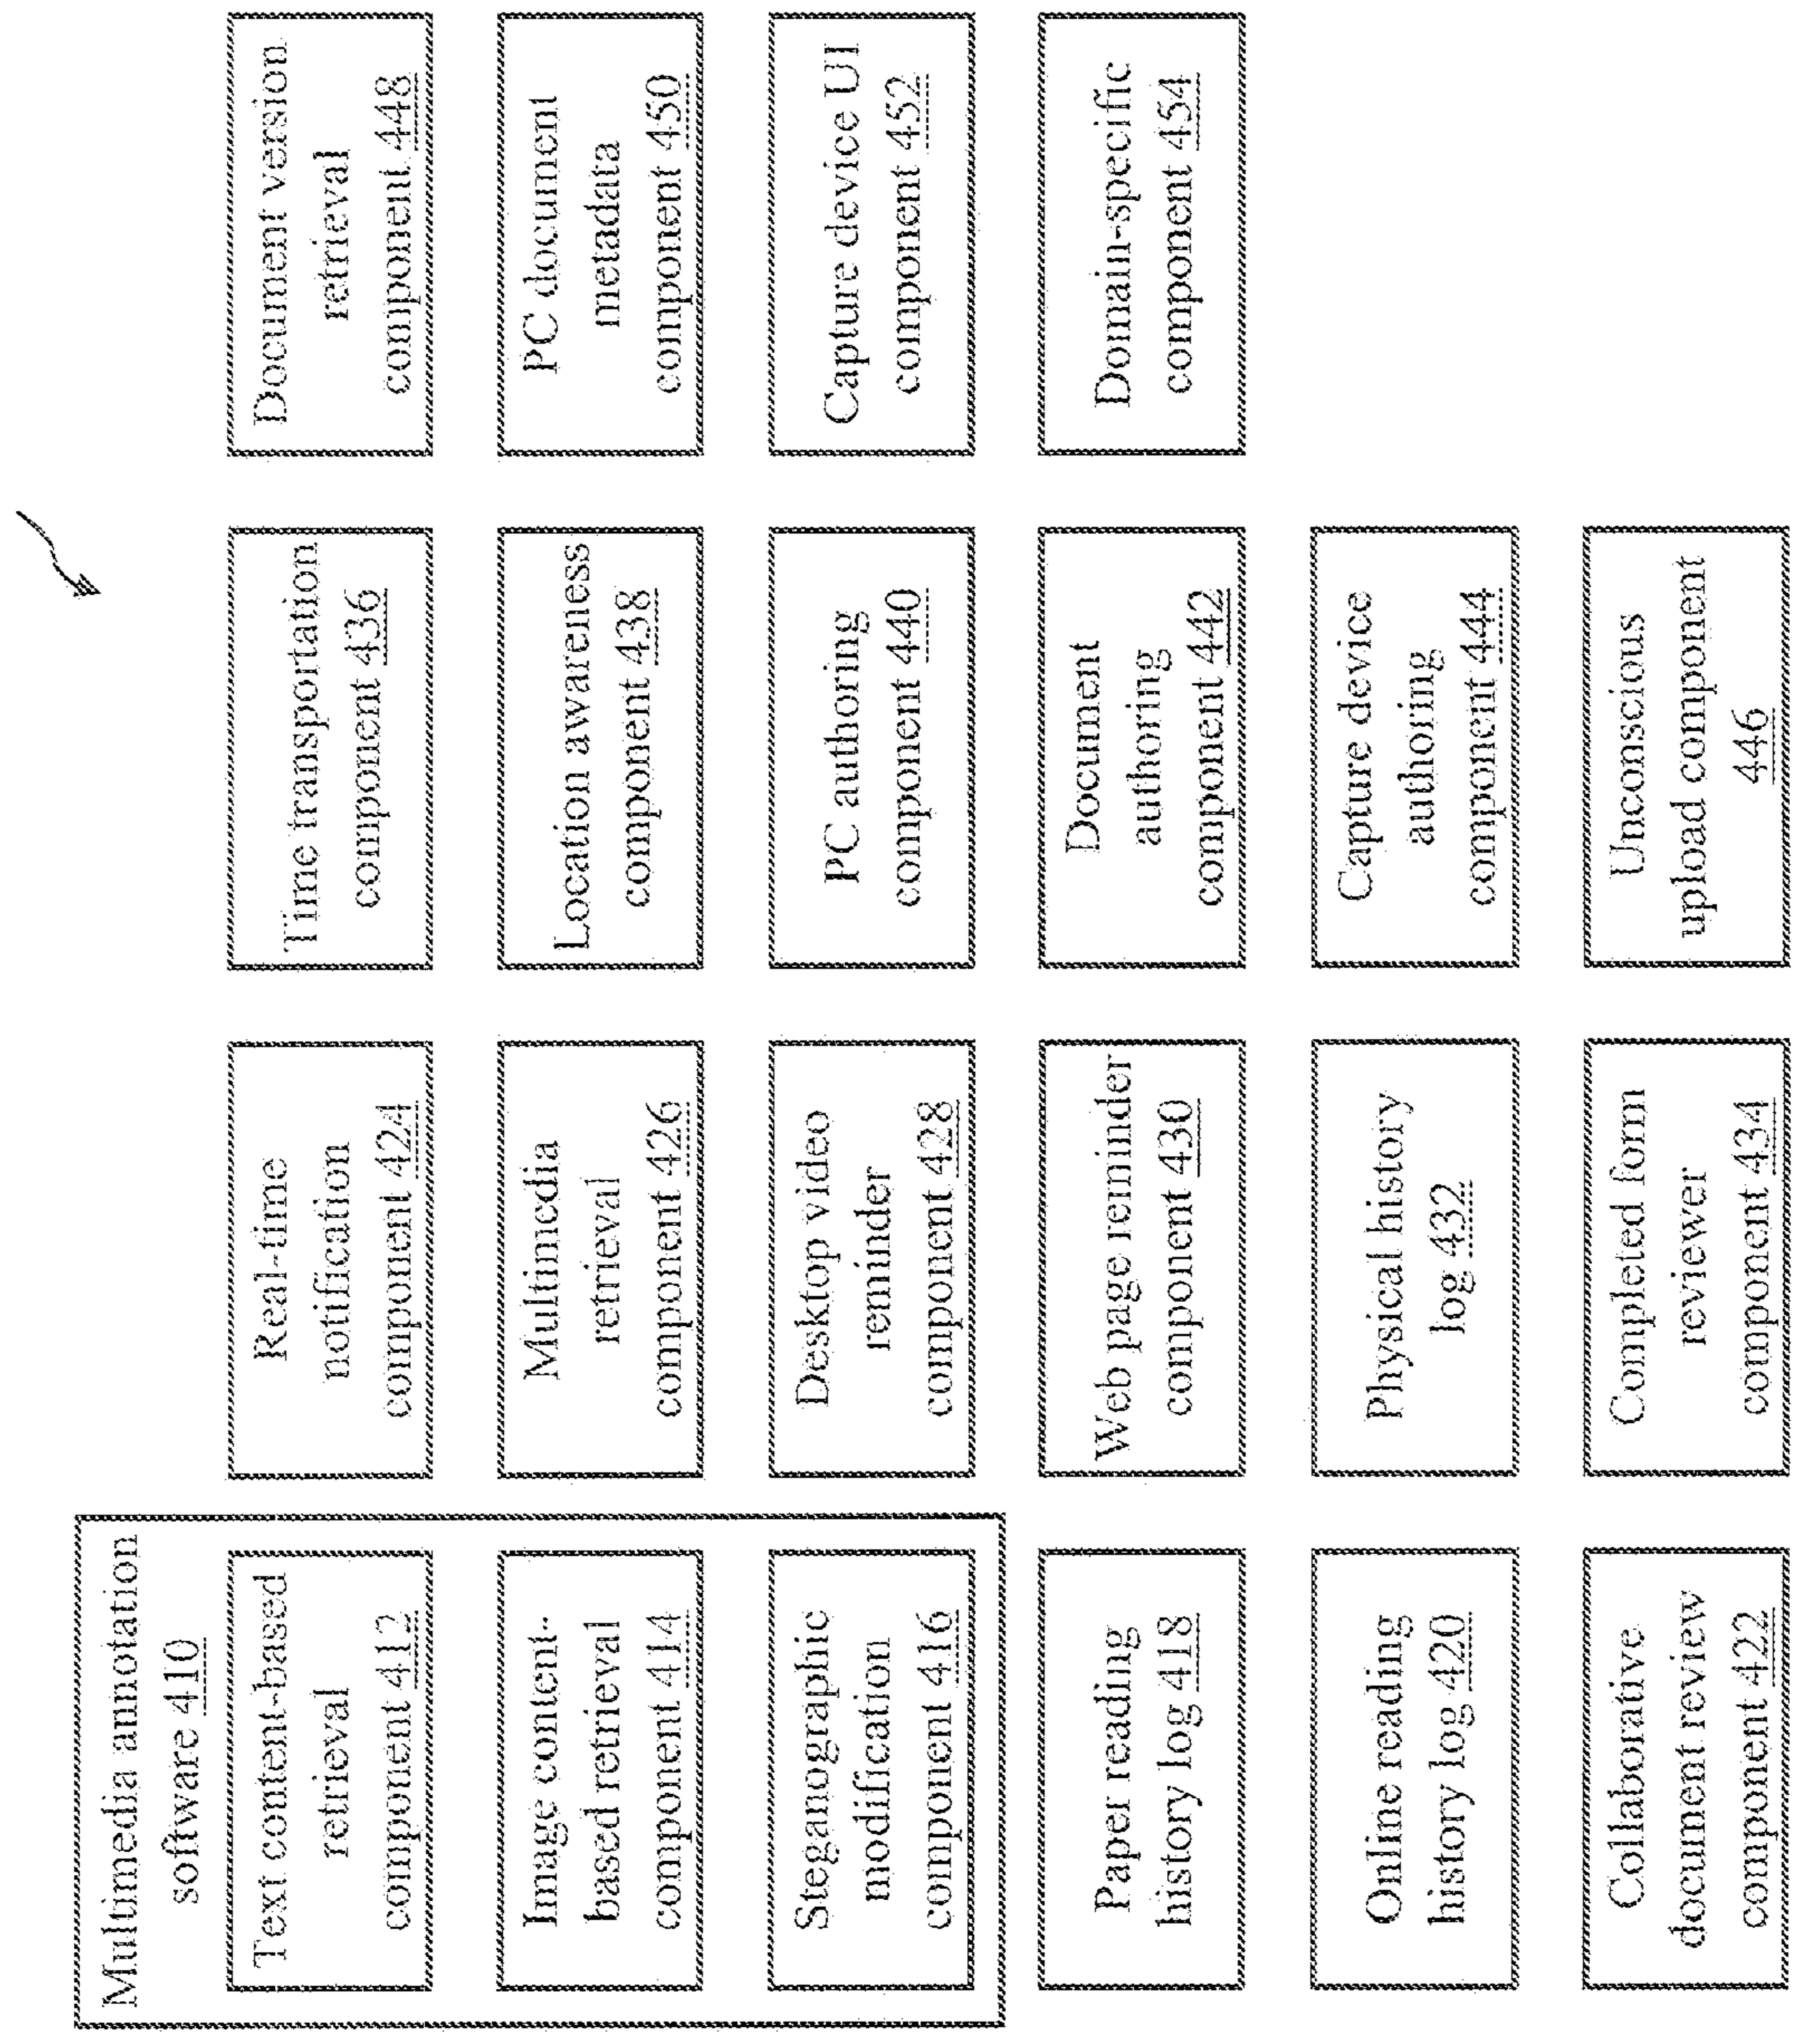 Multimedia annotation
software 410
Text content-based
retrieval
component 412
Image content-
based retrieval
component 414
Steganographic
modification
component 416
Paper reading
history log 418
Online reading
history log 420
Collaborative
document review
component 422
Real-time
notification
component 424
Multimedia
retrieval
component 426
Desktop video
reminder
component 428
Web page reminder
component 430
Physical history
log 432
Completed form
reviewer
component 434
Time transportation
component 436
Location awareness
component 438
PC authoring
component 440
Document
authoring
component 442
Capture device
authoring
component 444
Unconscious
upload component
446
Document version
retrieval
component 448
PC document
metadata
component 450
Capture device UI
component 452
Domain-specific
component 454